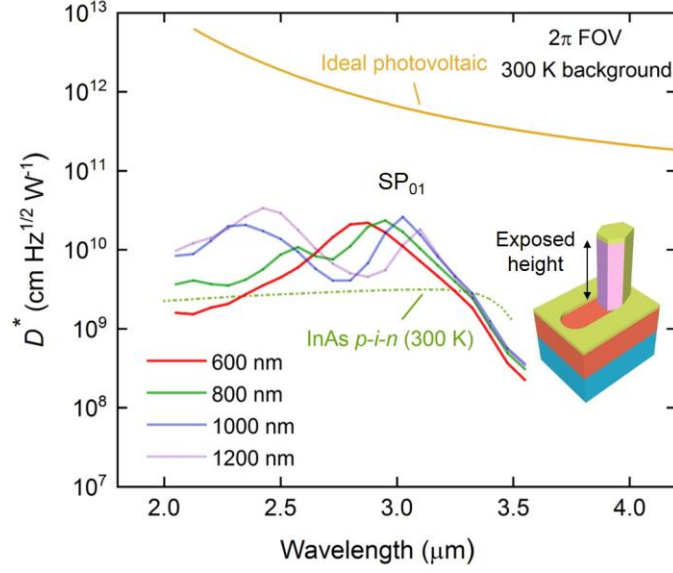 10^13
10^12
10^11
10^10
10^9
10^8
10^7
D* (cm Hz^1/2 W^-1)
2π FOV
300 K background
Ideal photovoltaic
SP₀₁
Exposed
height
InAs p-i-n (300 K)
600 nm
800 nm
1000 nm
1200 nm
2.0 2.5 3.0 3.5 4.0
Wavelength (μm)